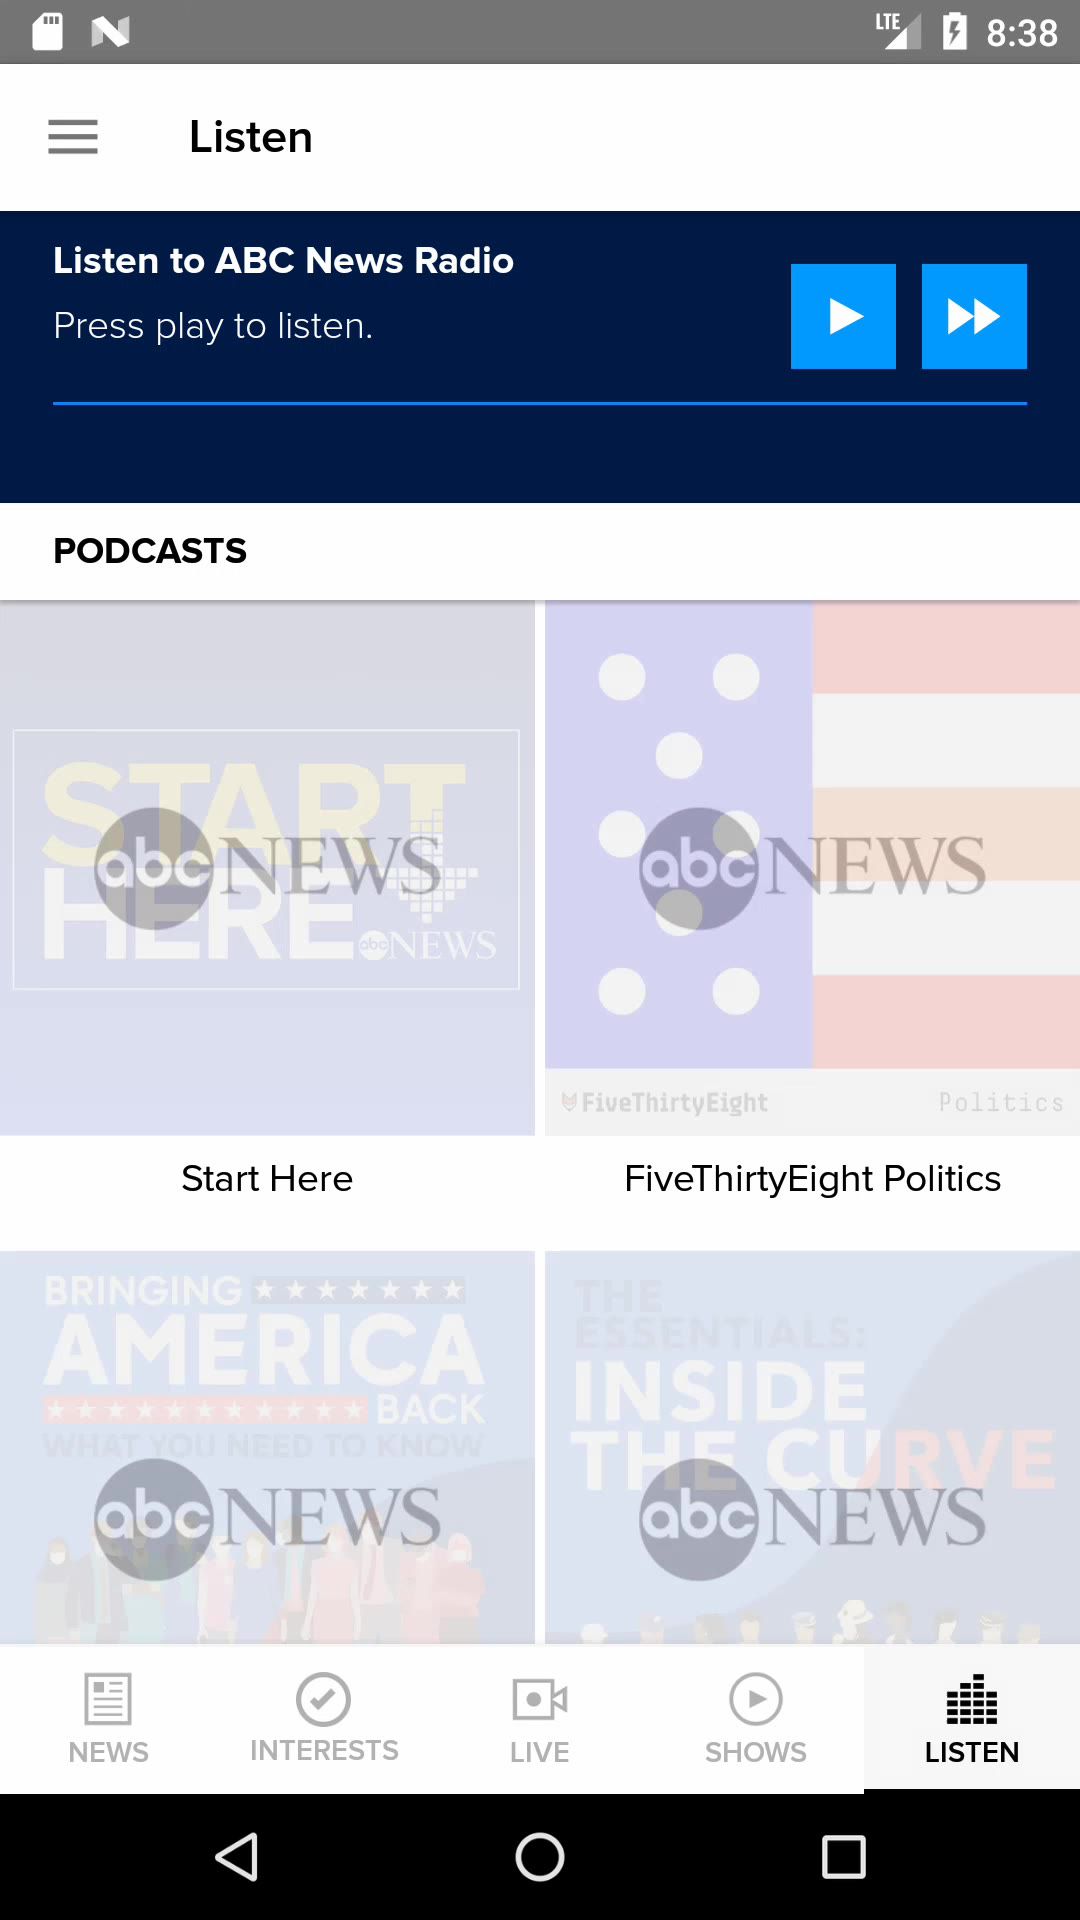 LTE 8:38
Listen
Listen to ABC News Radio
Press play to listen.
PODCASTS
START
HERE
abc NEWS
abc NEWS
abc NEWS
FiveThirtyEight Politics
Start Here
FiveThirtyEight Politics
BRINGING
AMERICA
BACK
WHAT YOU NEED TO KNOW
abc NEWS
THE
ESSENTIALS:
INSIDE
THE CURVE
abc NEWS
NEWS
INTERESTS
LIVE
SHOWS
LISTEN